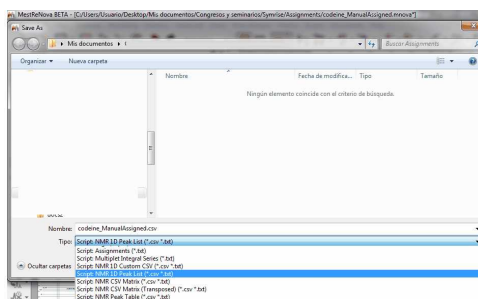 MestReNova BETA - [C:/Users/Usuario/Desktop/Mis documentos/Congresos y seminarios/Symrise/Assignments/codeine_ManualAssigned.mnova*]
Save As
Mis documentos
Buscar Assignments
Organizar Nueva carpeta
Nombre Fecha de modifica... Tipo Tamaño
Ningún elemento coincide con el criterio de búsqueda.
Nombre: codeine_ManualAssigned.csv
Tipo: Script: NMR 1D Peak List (*.csv *.txt)
Script: Assignments (*.txt)
Script: Multiplet Integral Series (*.txt)
Ocultar carpetas Script: NMR 1D Custom CSV (*.txt)
Script: NMR 1D Peak List (*.csv *.txt)
Script: NMR CSV Matrix (*.csv *.txt)
Script: NMR CSV Matrix (Transposed) (*.csv *.txt)
Script: NMR Peak Table (*.csv *.txt)